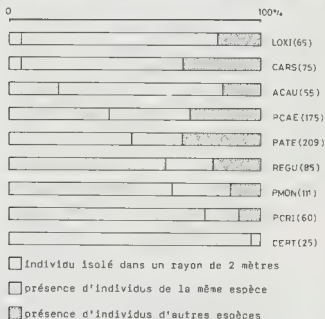 0 100%
LOXI(65)
CARS(75)
ACAU(55)
PCAE(175)
PATE(209)
REGU(85)
PMON(111)
PCRI(60)
CERT(25)
individu isolé dans un rayon de 2 mètres
présence d'individus de la même espèce
présence d'individus d'autres espèces